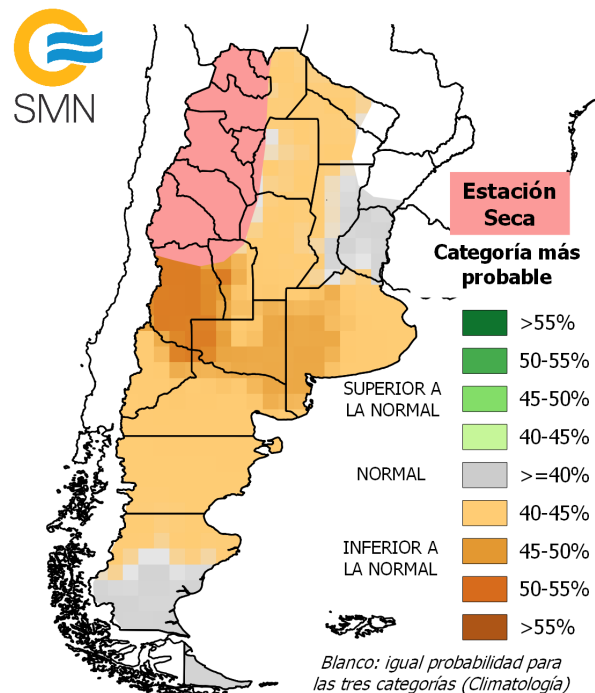 SMN
Estación
Seca
Categoría más
probable
>55%
50-55%
45-50%
SUPERIOR A
LA NORMAL
40-45%
NORMAL
>=40%
40-45%
INFERIOR A
LA NORMAL
45-50%
50-55%
>55%
Blanco: igual probabilidad para
las tres categorías (Climatología)